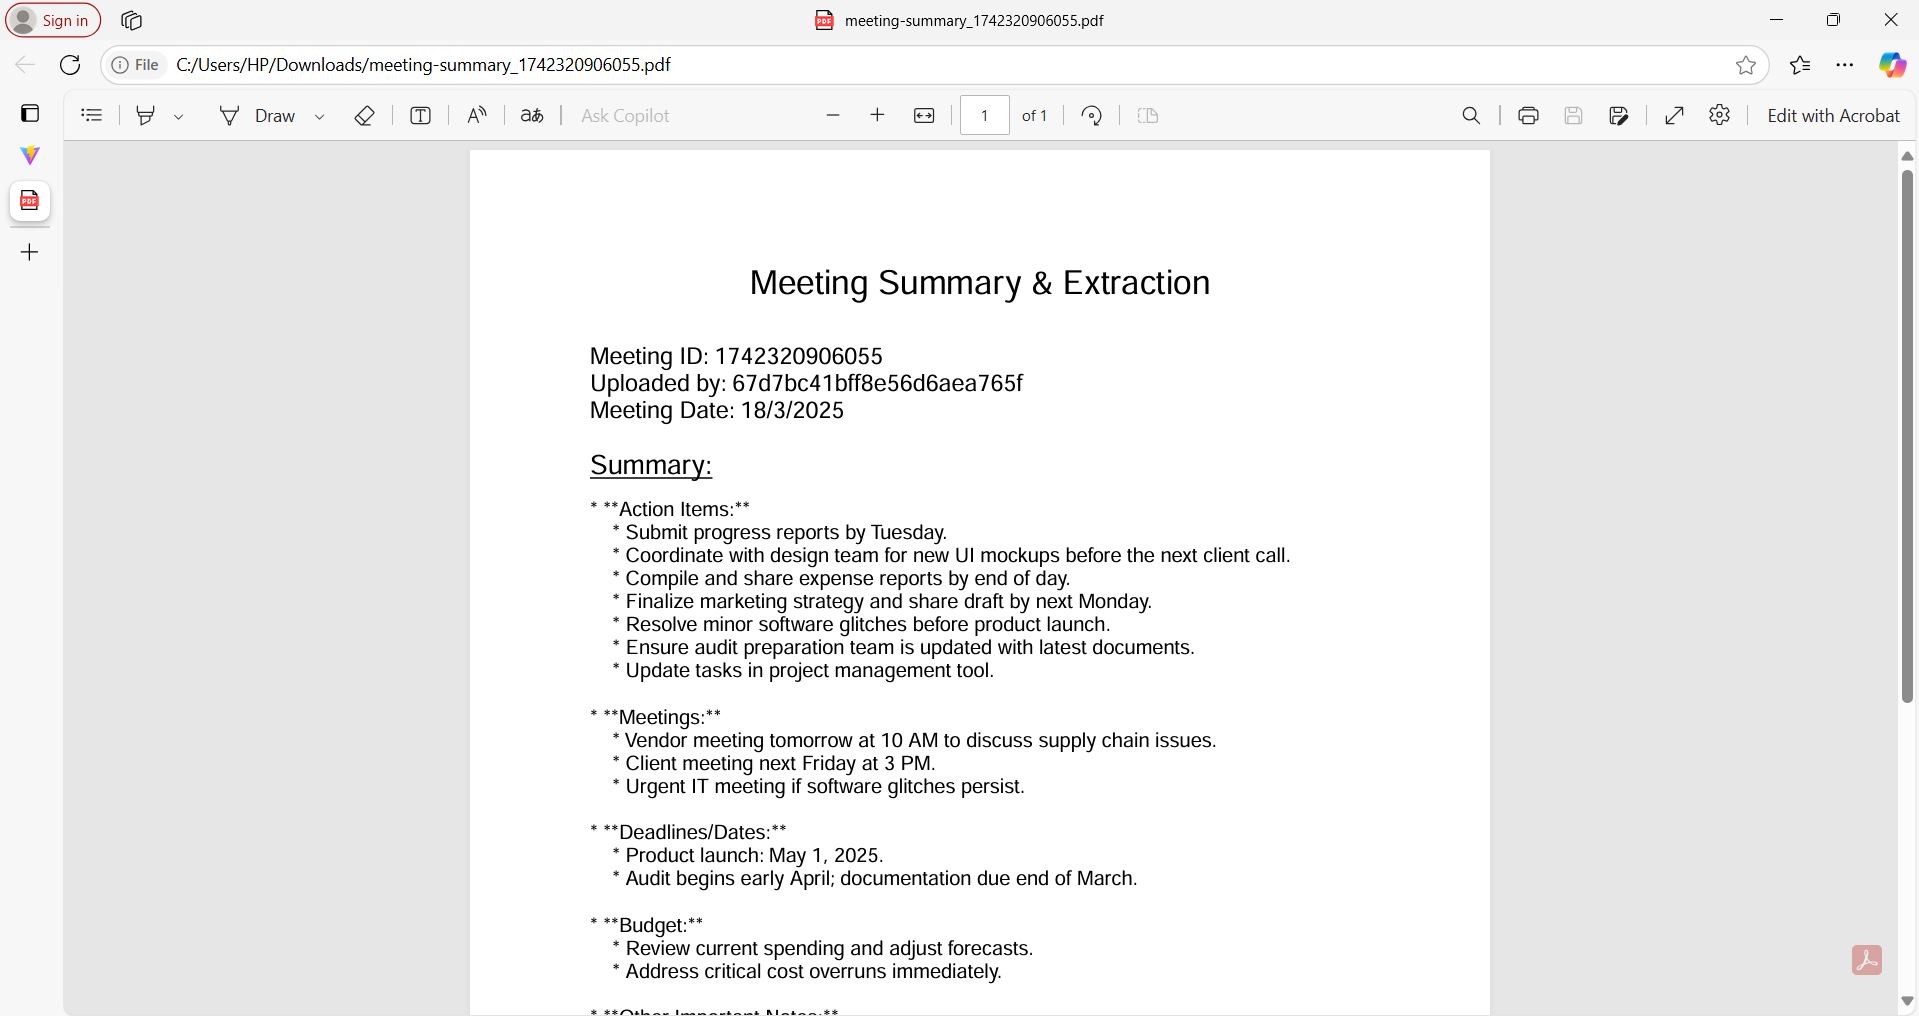 Sign in
meeting-summary_1742320906055.pdf
File C:/Users/HP/Downloads/meeting-summary_1742320906055.pdf
Draw
Ask Copilot
1 of 1
Edit with Acrobat
Meeting Summary & Extraction
Meeting ID: 1742320906055
Uploaded by: 67d7bc41bff8e56d6aea765f
Meeting Date: 18/3/2025
Summary:
* **Action Items:**
* Submit progress reports by Tuesday.
* Coordinate with design team for new UI mockups before the next client call.
* Compile and share expense reports by end of day.
* Finalize marketing strategy and share draft by next Monday.
* Resolve minor software glitches before product launch.
* Ensure audit preparation team is updated with latest documents.
* Update tasks in project management tool.
* **Meetings:**
* Vendor meeting tomorrow at 10 AM to discuss supply chain issues.
* Client meeting next Friday at 3 PM.
* Urgent IT meeting if software glitches persist.
* **Deadlines/Dates:**
* Product launch: May 1, 2025.
* Audit begins early April; documentation due end of March.
* **Budget:**
* Review current spending and adjust forecasts.
* Address critical cost overruns immediately.
* **Other Important Notes:**